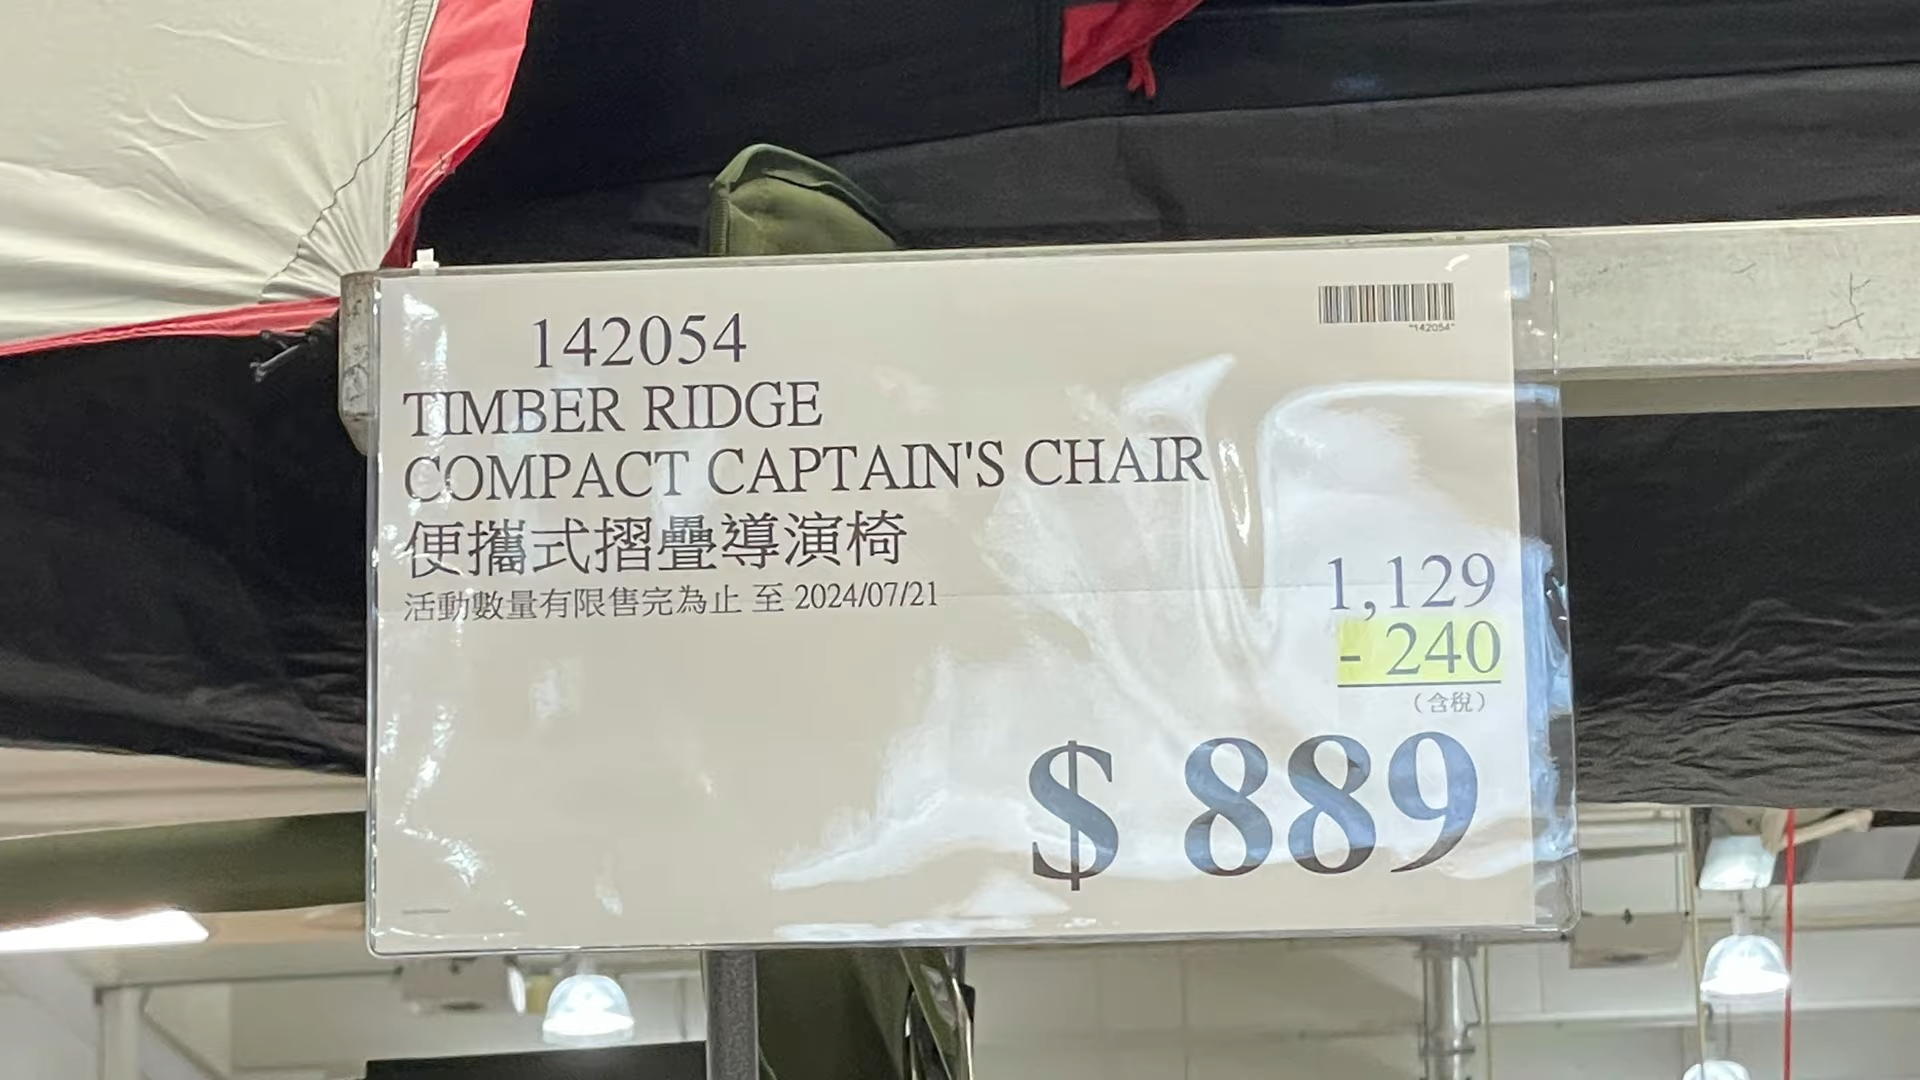 142054
"142054"
TIMBER RIDGE
COMPACT CAPTAIN'S CHAIR
便攜式摺疊導演椅
活動數量有限售完為止 至 2024/07/21
1,129
- 240
(含稅)
$ 889